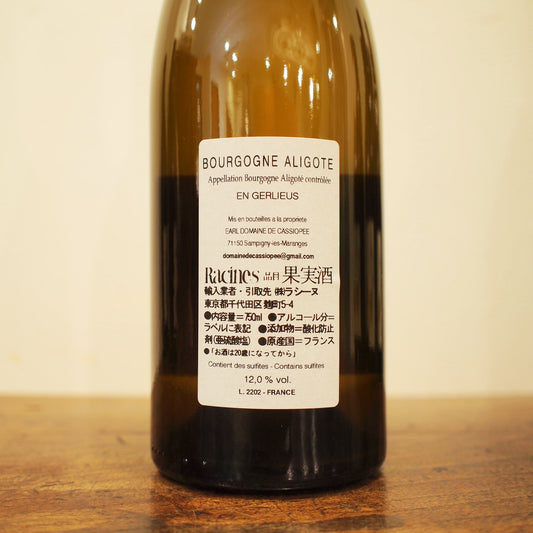 BOURGOGNE ALIGOTE
Appellation Bourgogne Aligoté contrôlée
EN GERLIEUS
Mis en bouteilles a la propriete
EARL DOMAINE DE CASSIOPEE
71150 Sampigny-les-Maranges
domainedecassiopee@gmail.com
Racines 品目 果実酒
輸入業者・引取先 ㈱ラシーヌ
東京都千代田区麹町5-4
●内容量=750ml ●アルコール分=
ラベルに表記 ●添加物=酸化防止
剤(亜硫酸塩) ●原産国=フランス
●「お酒は20歳になってから」
Contient des sulfites - Contains sulfites
12,0 % vol.
L. 2202 - FRANCE